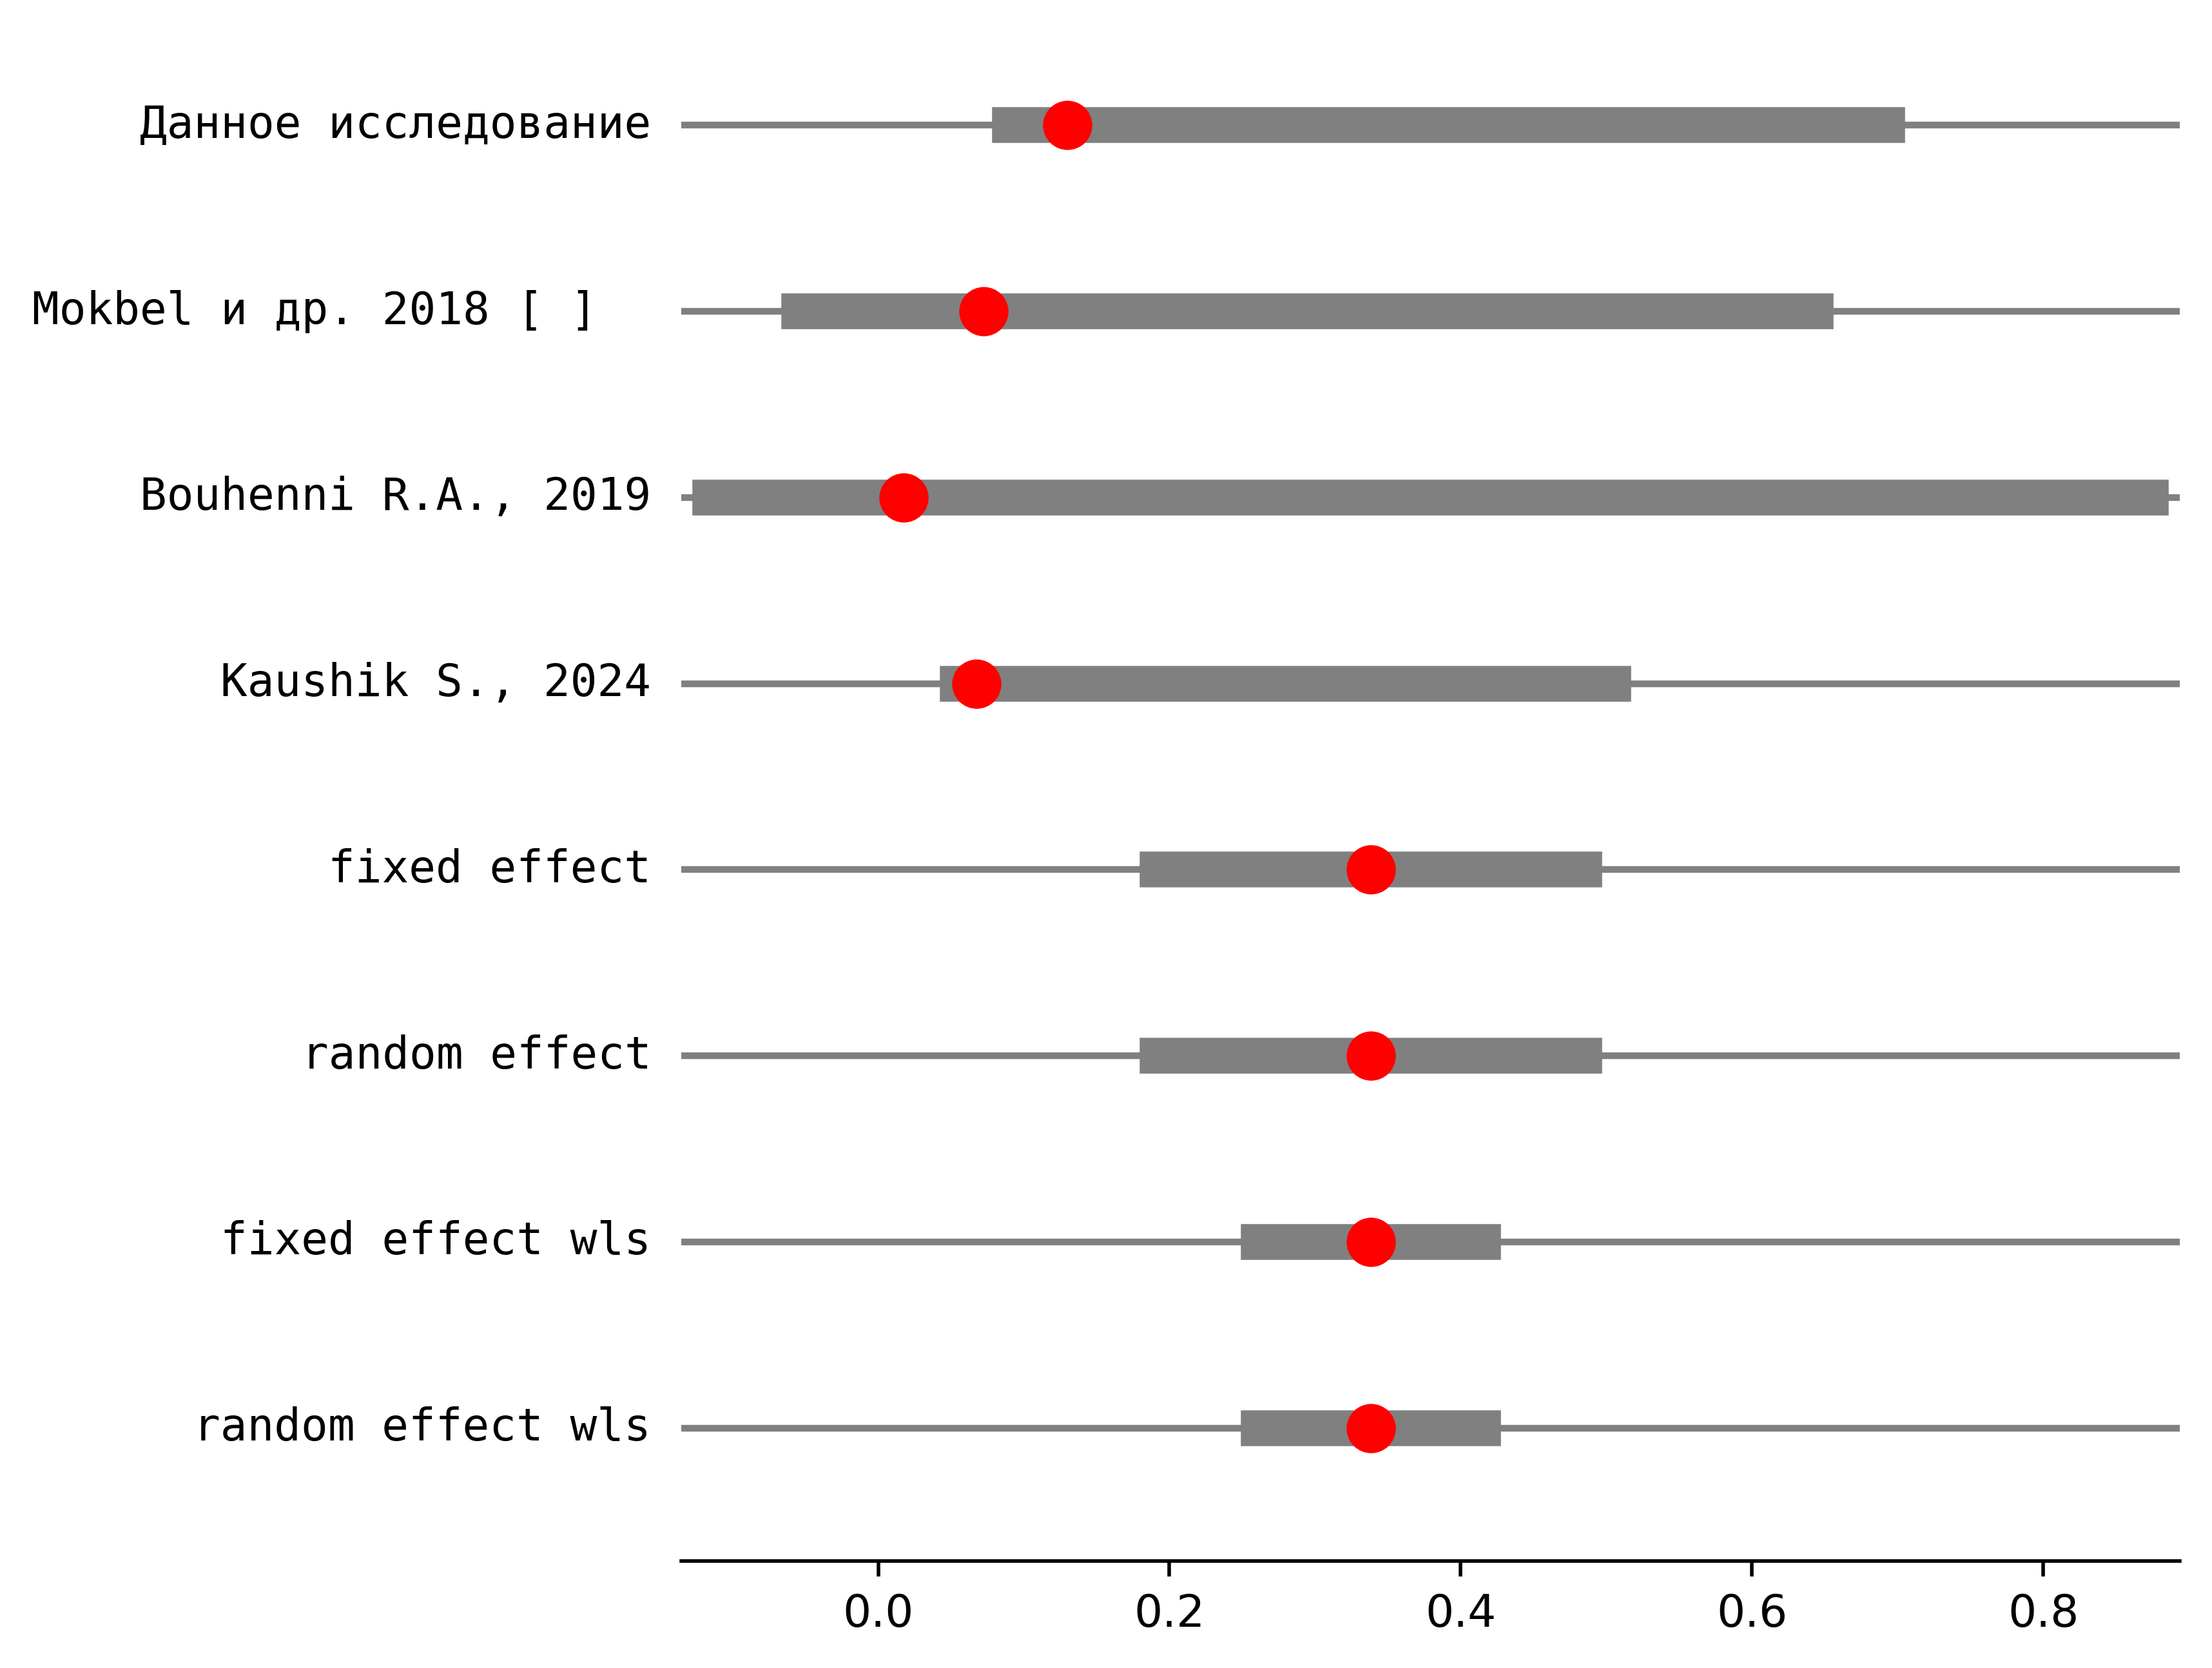 Данное исследование
Mokbel и др. 2018 [ ]
Bouhenni R.A., 2019
Kaushik S., 2024
fixed effect
random effect
fixed effect wls
random effect wls
0.0 0.2 0.4 0.6 0.8